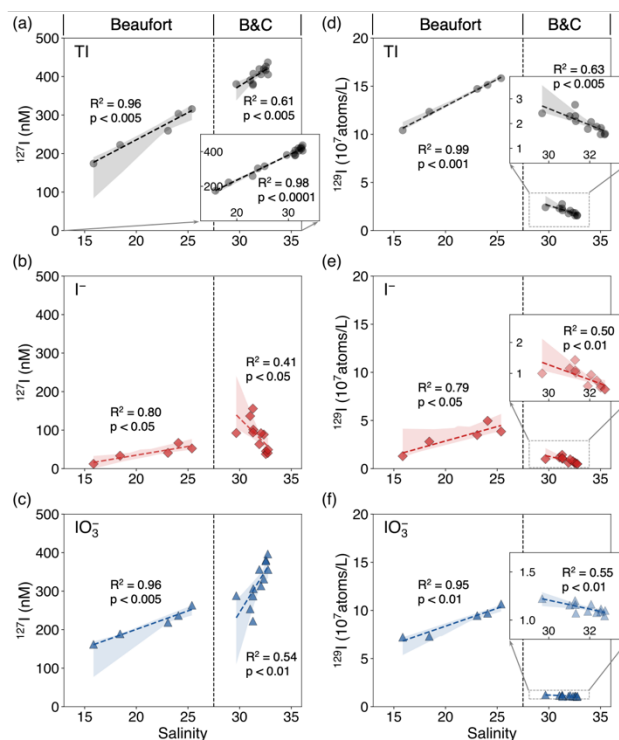 Beaufort B&C
(a)
TI
500
400
300
200
100
0
¹²⁷I (nM)
R² = 0.96
p < 0.005
R² = 0.61
p < 0.005
400
200
20 30
R² = 0.98
p < 0.0001
15 20 25 30 35
(b)
I⁻
500
400
300
200
100
0
¹²⁷I (nM)
R² = 0.80
p < 0.05
R² = 0.41
p < 0.05
15 20 25 30 35
(c)
IO₃⁻
500
400
300
200
100
0
¹²⁷I (nM)
R² = 0.96
p < 0.005
R² = 0.54
p < 0.01
15 20 25 30 35
Salinity
Beaufort B&C
(d)
TI
20
15
10
5
0
¹²⁹I (10⁷atoms/L)
R² = 0.99
p < 0.001
R² = 0.63
p < 0.005
3
2
30 32
15 20 25 30 35
(e)
I⁻
20
15
10
5
0
¹²⁹I (10⁷atoms/L)
R² = 0.79
p < 0.05
R² = 0.50
p < 0.01
2
1
30 32
15 20 25 30 35
(f)
IO₃⁻
20
15
10
5
0
¹²⁹I (10⁷atoms/L)
R² = 0.95
p < 0.01
R² = 0.55
p < 0.01
1.5
1.0
30 32
15 20 25 30 35
Salinity